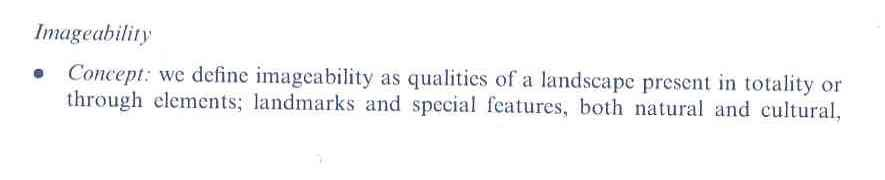 Imageability
• Concept: we define imageability as qualities of a landscape present in totality or
through elements; landmarks and special features, both natural and cultural,